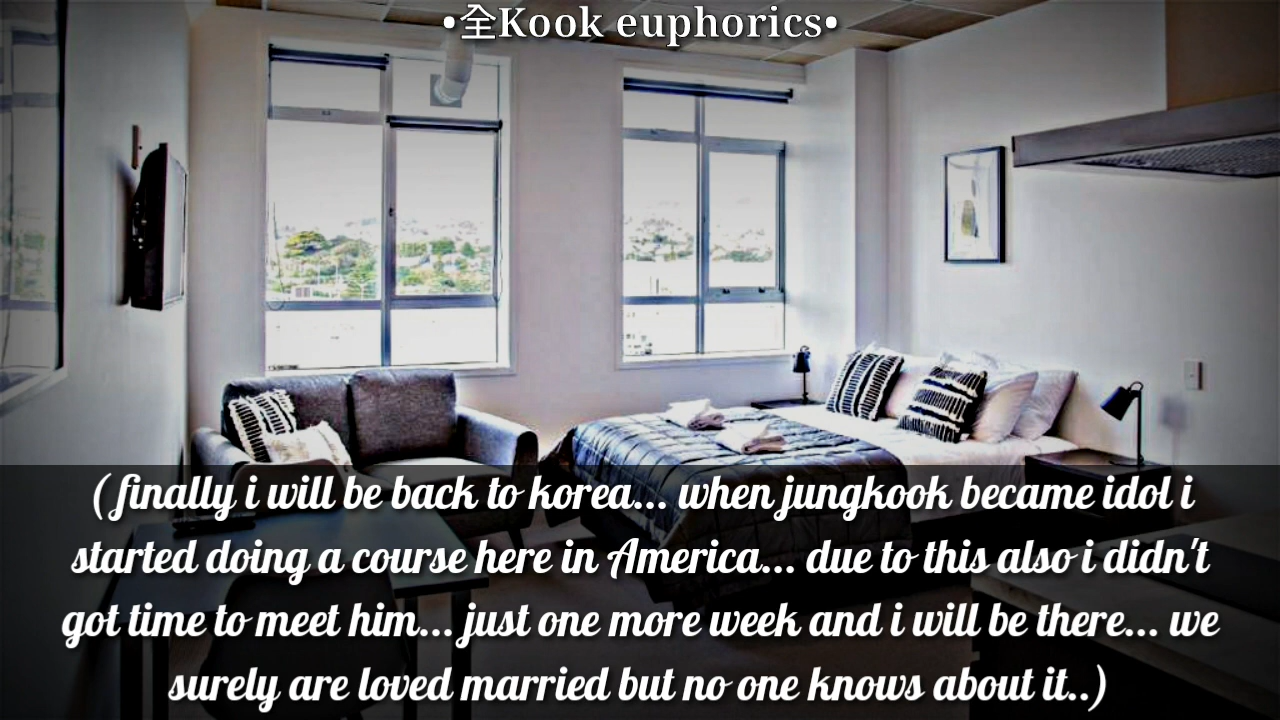 •全Kook euphorics•
(finally i will be back to korea... when jungkook became idol i
started doing a course here in America... due to this also i didn't
got time to meet him... just one more week and i will be there... we
surely are loved married but no one knows about it..)